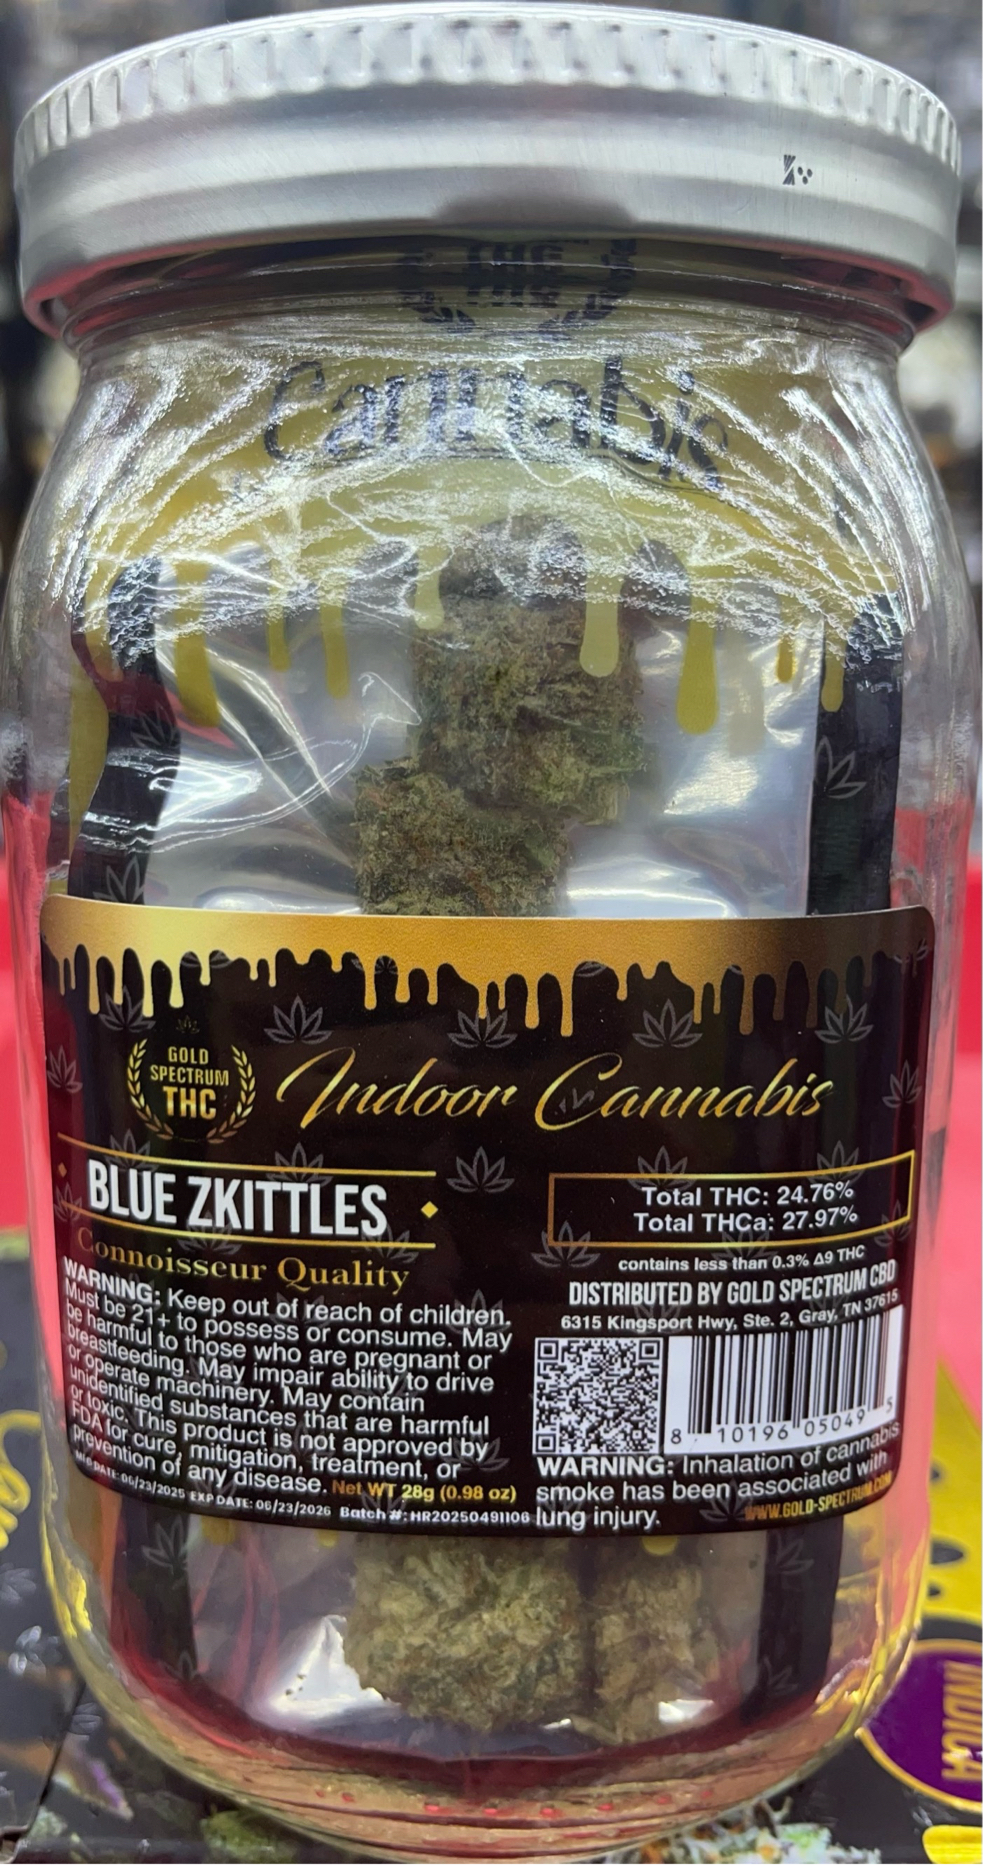 THC
Cannabis
GOLD
SPECTRUM
THC
Indoor Cannabis
BLUE ZKITTLES
Connoisseur Quality
WARNING: Keep out of reach of children.
Must be 21+ to possess or consume. May
be harmful to those who are pregnant or
breastfeeding. May impair ability to drive
or operate machinery. May contain
unidentified substances that are harmful
or toxic. This product is not approved by
FDA for cure, mitigation, treatment, or
prevention of any disease. Net WT 28g (0.98 oz)
MFG DATE: 06/23/2025 EXP DATE: 06/23/2026 Batch#: HR20250491106
Total THC: 24.76%
Total THCa: 27.97%
contains less than 0.3% Δ9 THC
DISTRIBUTED BY GOLD SPECTRUM CBD
6315 Kingsport Hwy, Ste. 2, Gray, TN 37615
8 10196 05049 5
WARNING: Inhalation of cannabis
smoke has been associated with
lung injury.
WWW.GOLD-SPECTRUM.COM
INDICA